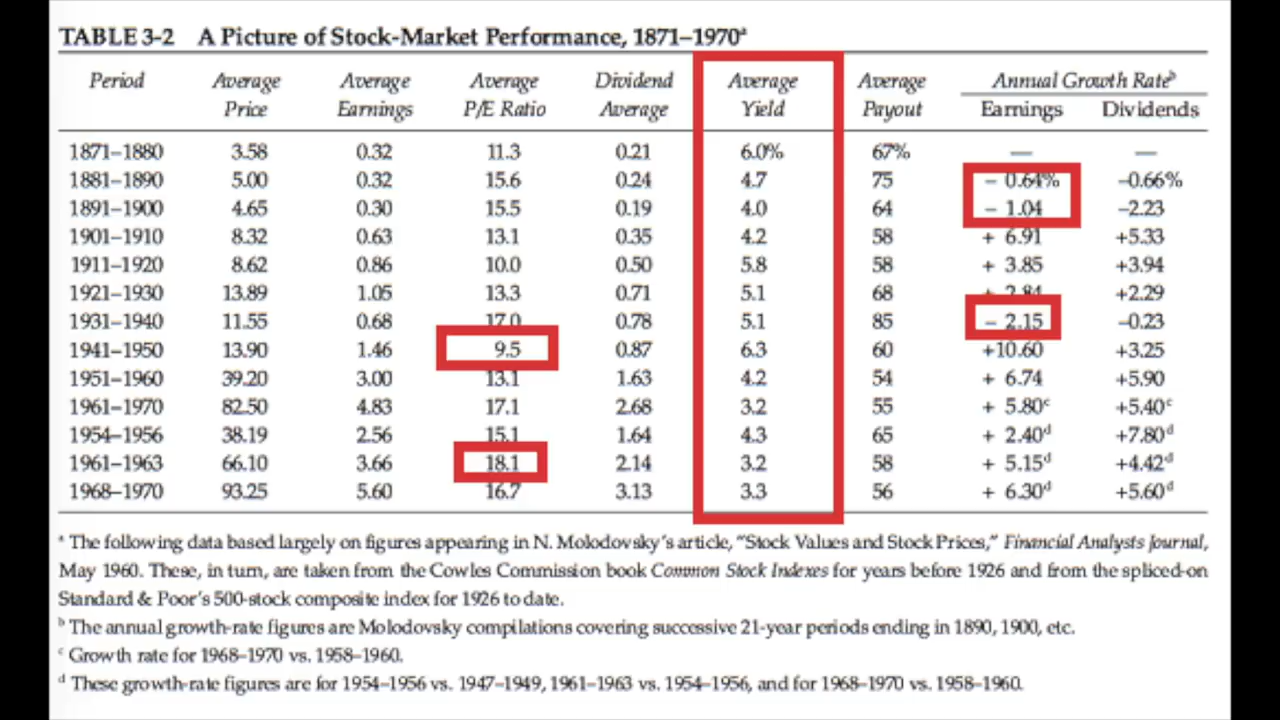 TABLE 3-2 A Picture of Stock-Market Performance, 1871–1970ᵃ
Period Average Price Average Earnings Average P/E Ratio Dividend Average Average Yield Average Payout Annual Growth Rateᵇ Earnings Dividends
1871–1880 3.58 0.32 11.3 0.21 6.0% 67% — —
1881–1890 5.00 0.32 15.6 0.24 4.7 75 – 0.64% –0.66%
1891–1900 4.65 0.30 15.5 0.19 4.0 64 – 1.04 –2.23
1901–1910 8.32 0.63 13.1 0.35 4.2 58 + 6.91 +5.33
1911–1920 8.62 0.86 10.0 0.50 5.8 58 + 3.85 +3.94
1921–1930 13.89 1.05 13.3 0.71 5.1 68 + 2.84 +2.29
1931–1940 11.55 0.68 17.0 0.78 5.1 85 – 2.15 –0.23
1941–1950 13.90 1.46 9.5 0.87 6.3 60 +10.60 +3.25
1951–1960 39.20 3.00 13.1 1.63 4.2 54 + 6.74 +5.90
1961–1970 82.50 4.83 17.1 2.68 3.2 55 + 5.80ᶜ +5.40ᶜ
1954–1956 38.19 2.56 15.1 1.64 4.3 65 + 2.40ᵈ +7.80ᵈ
1961–1963 66.10 3.66 18.1 2.14 3.2 58 + 5.15ᵈ +4.42ᵈ
1968–1970 93.25 5.60 16.7 3.13 3.3 56 + 6.30ᵈ +5.60ᵈ
ᵃ The following data based largely on figures appearing in N. Molodovsky's article, "Stock Values and Stock Prices," Financial Analysts Journal,
May 1960. These, in turn, are taken from the Cowles Commission book Common Stock Indexes for years before 1926 and from the spliced-on
Standard & Poor's 500-stock composite index for 1926 to date.
ᵇ The annual growth-rate figures are Molodovsky compilations covering successive 21-year periods ending in 1890, 1900, etc.
ᶜ Growth rate for 1968–1970 vs. 1958–1960.
ᵈ These growth-rate figures are for 1954–1956 vs. 1947–1949, 1961–1963 vs. 1954–1956, and for 1968–1970 vs. 1958–1960.